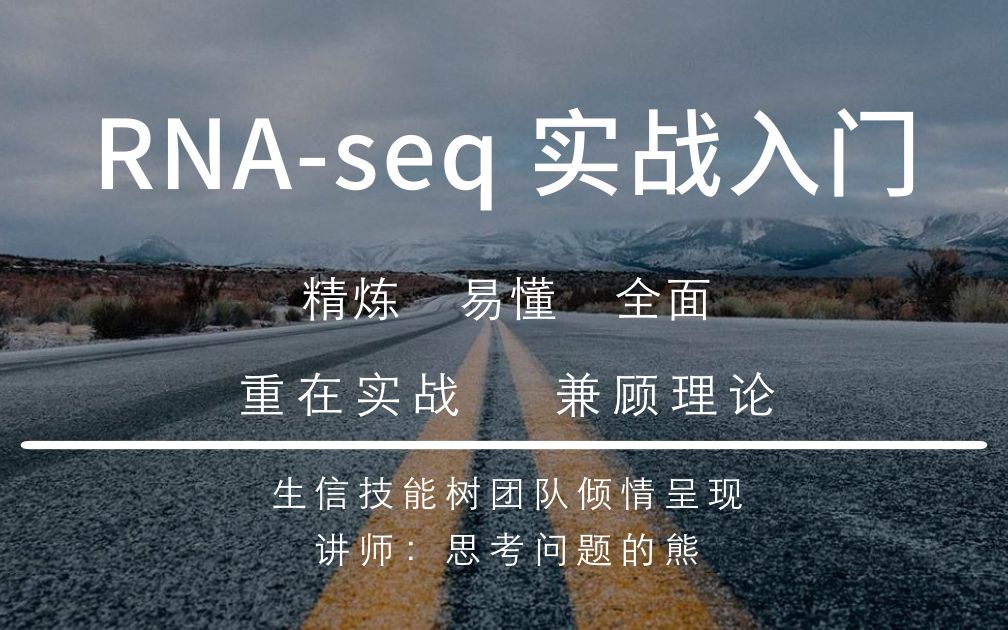 RNA-seq 实战入门
精炼 易懂 全面
重在实战 兼顾理论
生信技能树团队倾情呈现
讲师：思考问题的熊